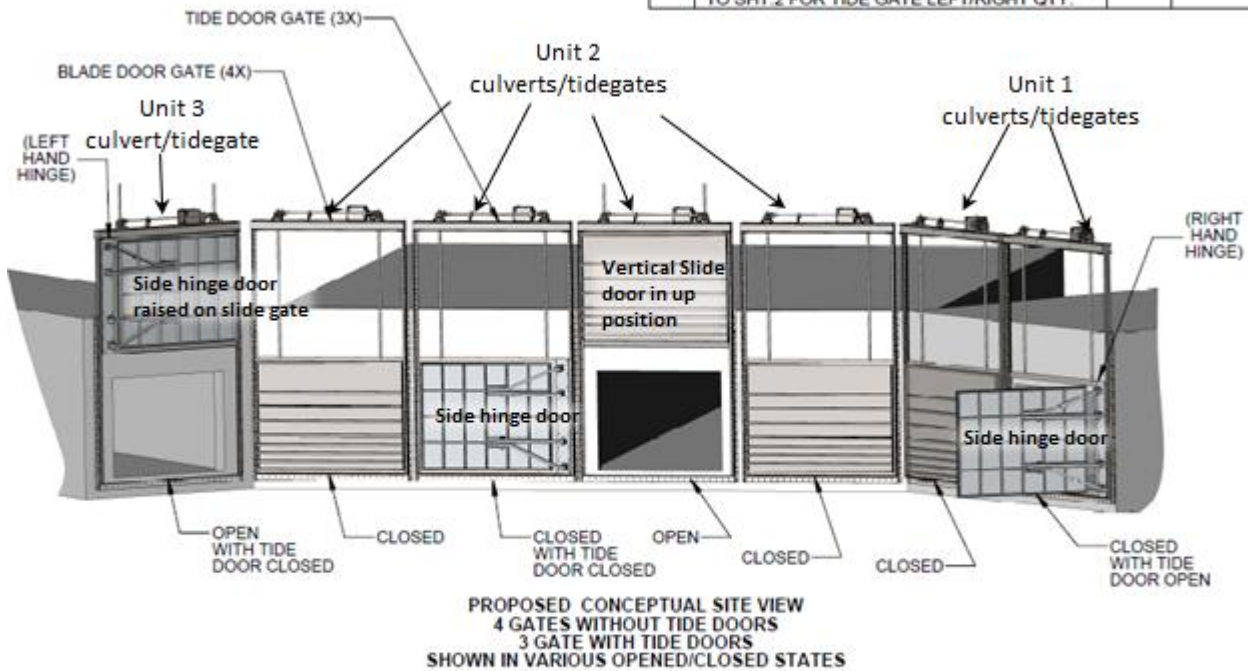 TO SHT.2 FOR TIDE GATE LEFT/RIGHT QTY.
TIDE DOOR GATE (3X)
BLADE DOOR GATE (4X)
Unit 3
culvert/tidegate
Unit 2
culverts/tidegates
Unit 1
culverts/tidegates
(LEFT
HAND
HINGE)
(RIGHT
HAND
HINGE)
Side hinge door
raised on slide gate
Vertical Slide
door in up
position
Side hinge door
Side hinge door
OPEN
WITH TIDE
DOOR CLOSED
CLOSED
CLOSED
WITH TIDE
DOOR CLOSED
OPEN
CLOSED
CLOSED
CLOSED
WITH TIDE
DOOR OPEN
PROPOSED CONCEPTUAL SITE VIEW
4 GATES WITHOUT TIDE DOORS
3 GATE WITH TIDE DOORS
SHOWN IN VARIOUS OPENED/CLOSED STATES